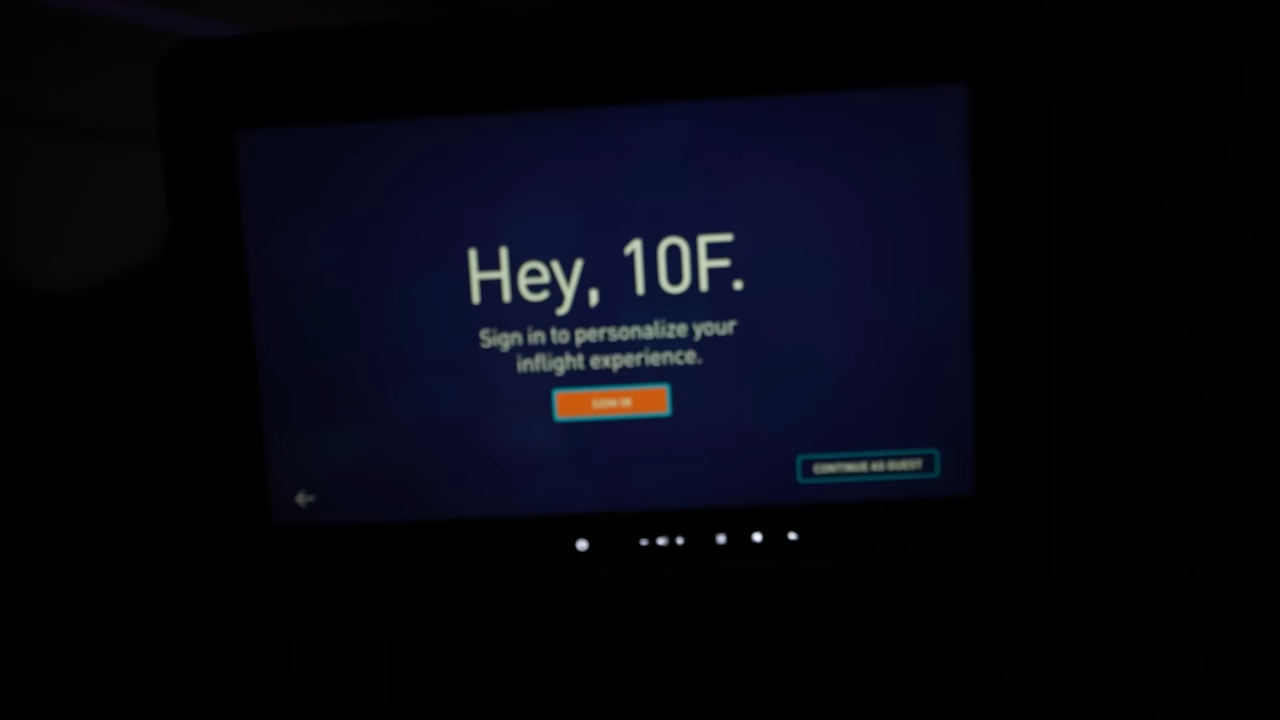 Hey, 10F.
Sign in to personalize your
inflight experience.
SIGN IN
CONTINUE AS GUEST